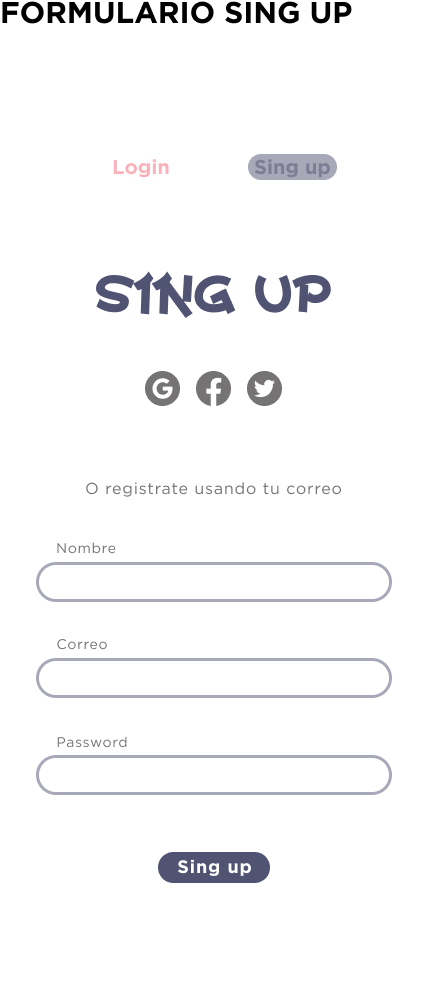 FORMULARIO SING UP
Login
Sing up
SING UP
O registrate usando tu correo
Nombre
Correo
Password
Sing up